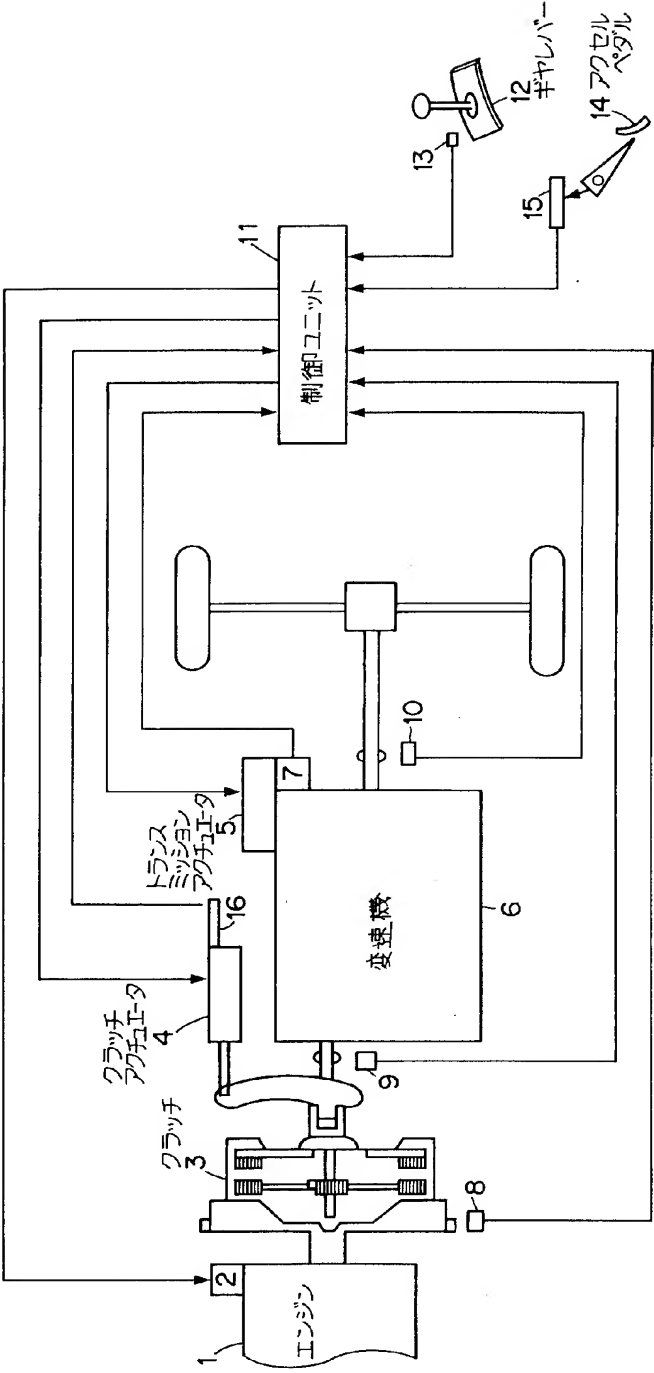 1
エンジン
2
クラッチ
3
クラッチ
アクチュエータ
4
16
トランス
ミッション
アクチュエータ
5
7
変速機
6
8
9
10
制御ユニット
11
13
12
ギヤレバー
15
14 アクセル
ペダル